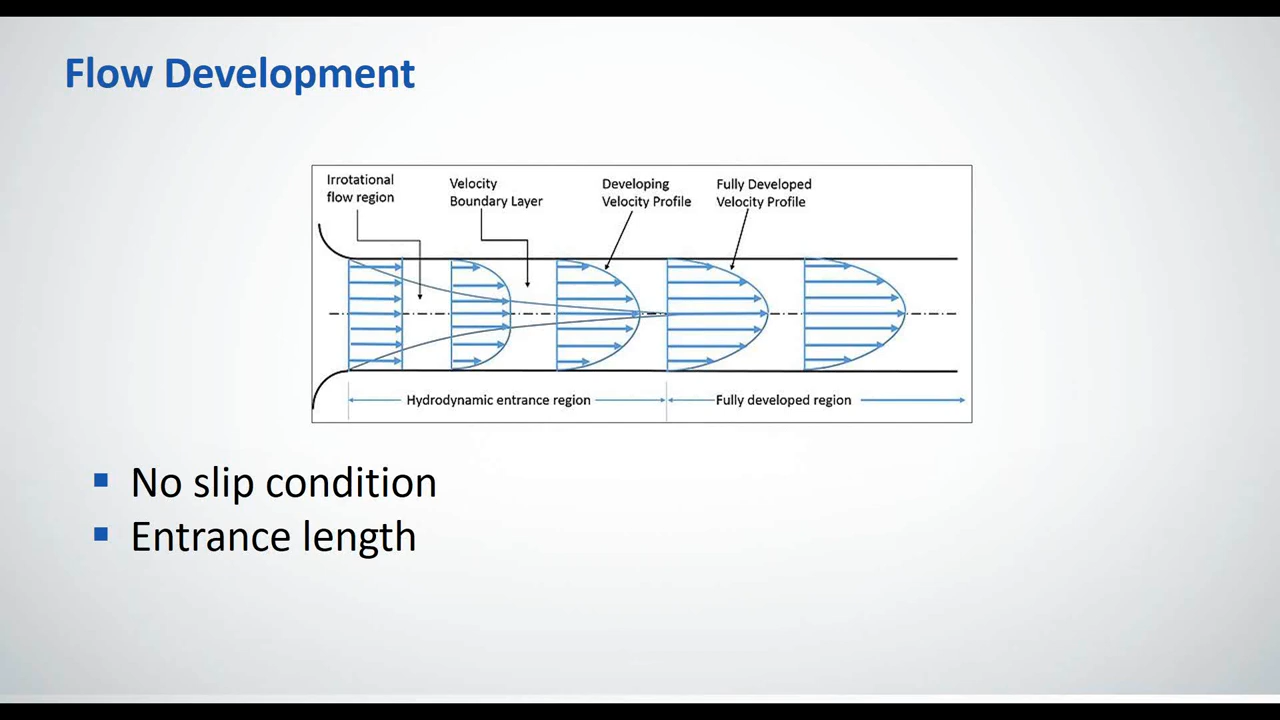 Flow Development
Irrotational
flow region
Velocity
Boundary Layer
Developing
Velocity Profile
Fully Developed
Velocity Profile
Hydrodynamic entrance region
Fully developed region
No slip condition
Entrance length